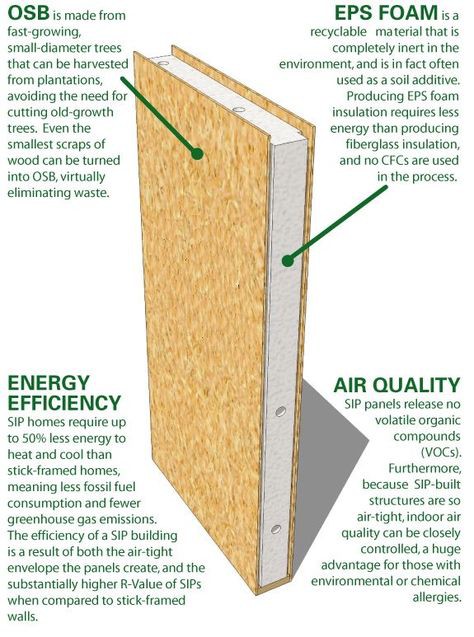 OSB is made from
fast-growing,
small-diameter trees
that can be harvested
from plantations,
avoiding the need for
cutting old-growth
trees. Even the
smallest scraps of
wood can be turned
into OSB, virtually
eliminating waste.
EPS FOAM is a
recyclable material that is
completely inert in the
environment, and is in fact often
used as a soil additive.
Producing EPS foam
insulation requires less
energy than producing
fiberglass insulation,
and no CFCs are used
in the process.
ENERGY
EFFICIENCY
SIP homes require up
to 50% less energy to
heat and cool than
stick-framed homes,
meaning less fossil fuel
consumption and fewer
greenhouse gas emissions.
The efficiency of a SIP building
is a result of both the air-tight
envelope the panels create, and the
substantially higher R-Value of SIPs
when compared to stick-framed
walls.
AIR QUALITY
SIP panels release no
volatile organic
compounds
(VOCs).
Furthermore,
because SIP-built
structures are so
air-tight, indoor air
quality can be closely
controlled, a huge
advantage for those with
environmental or chemical
allergies.